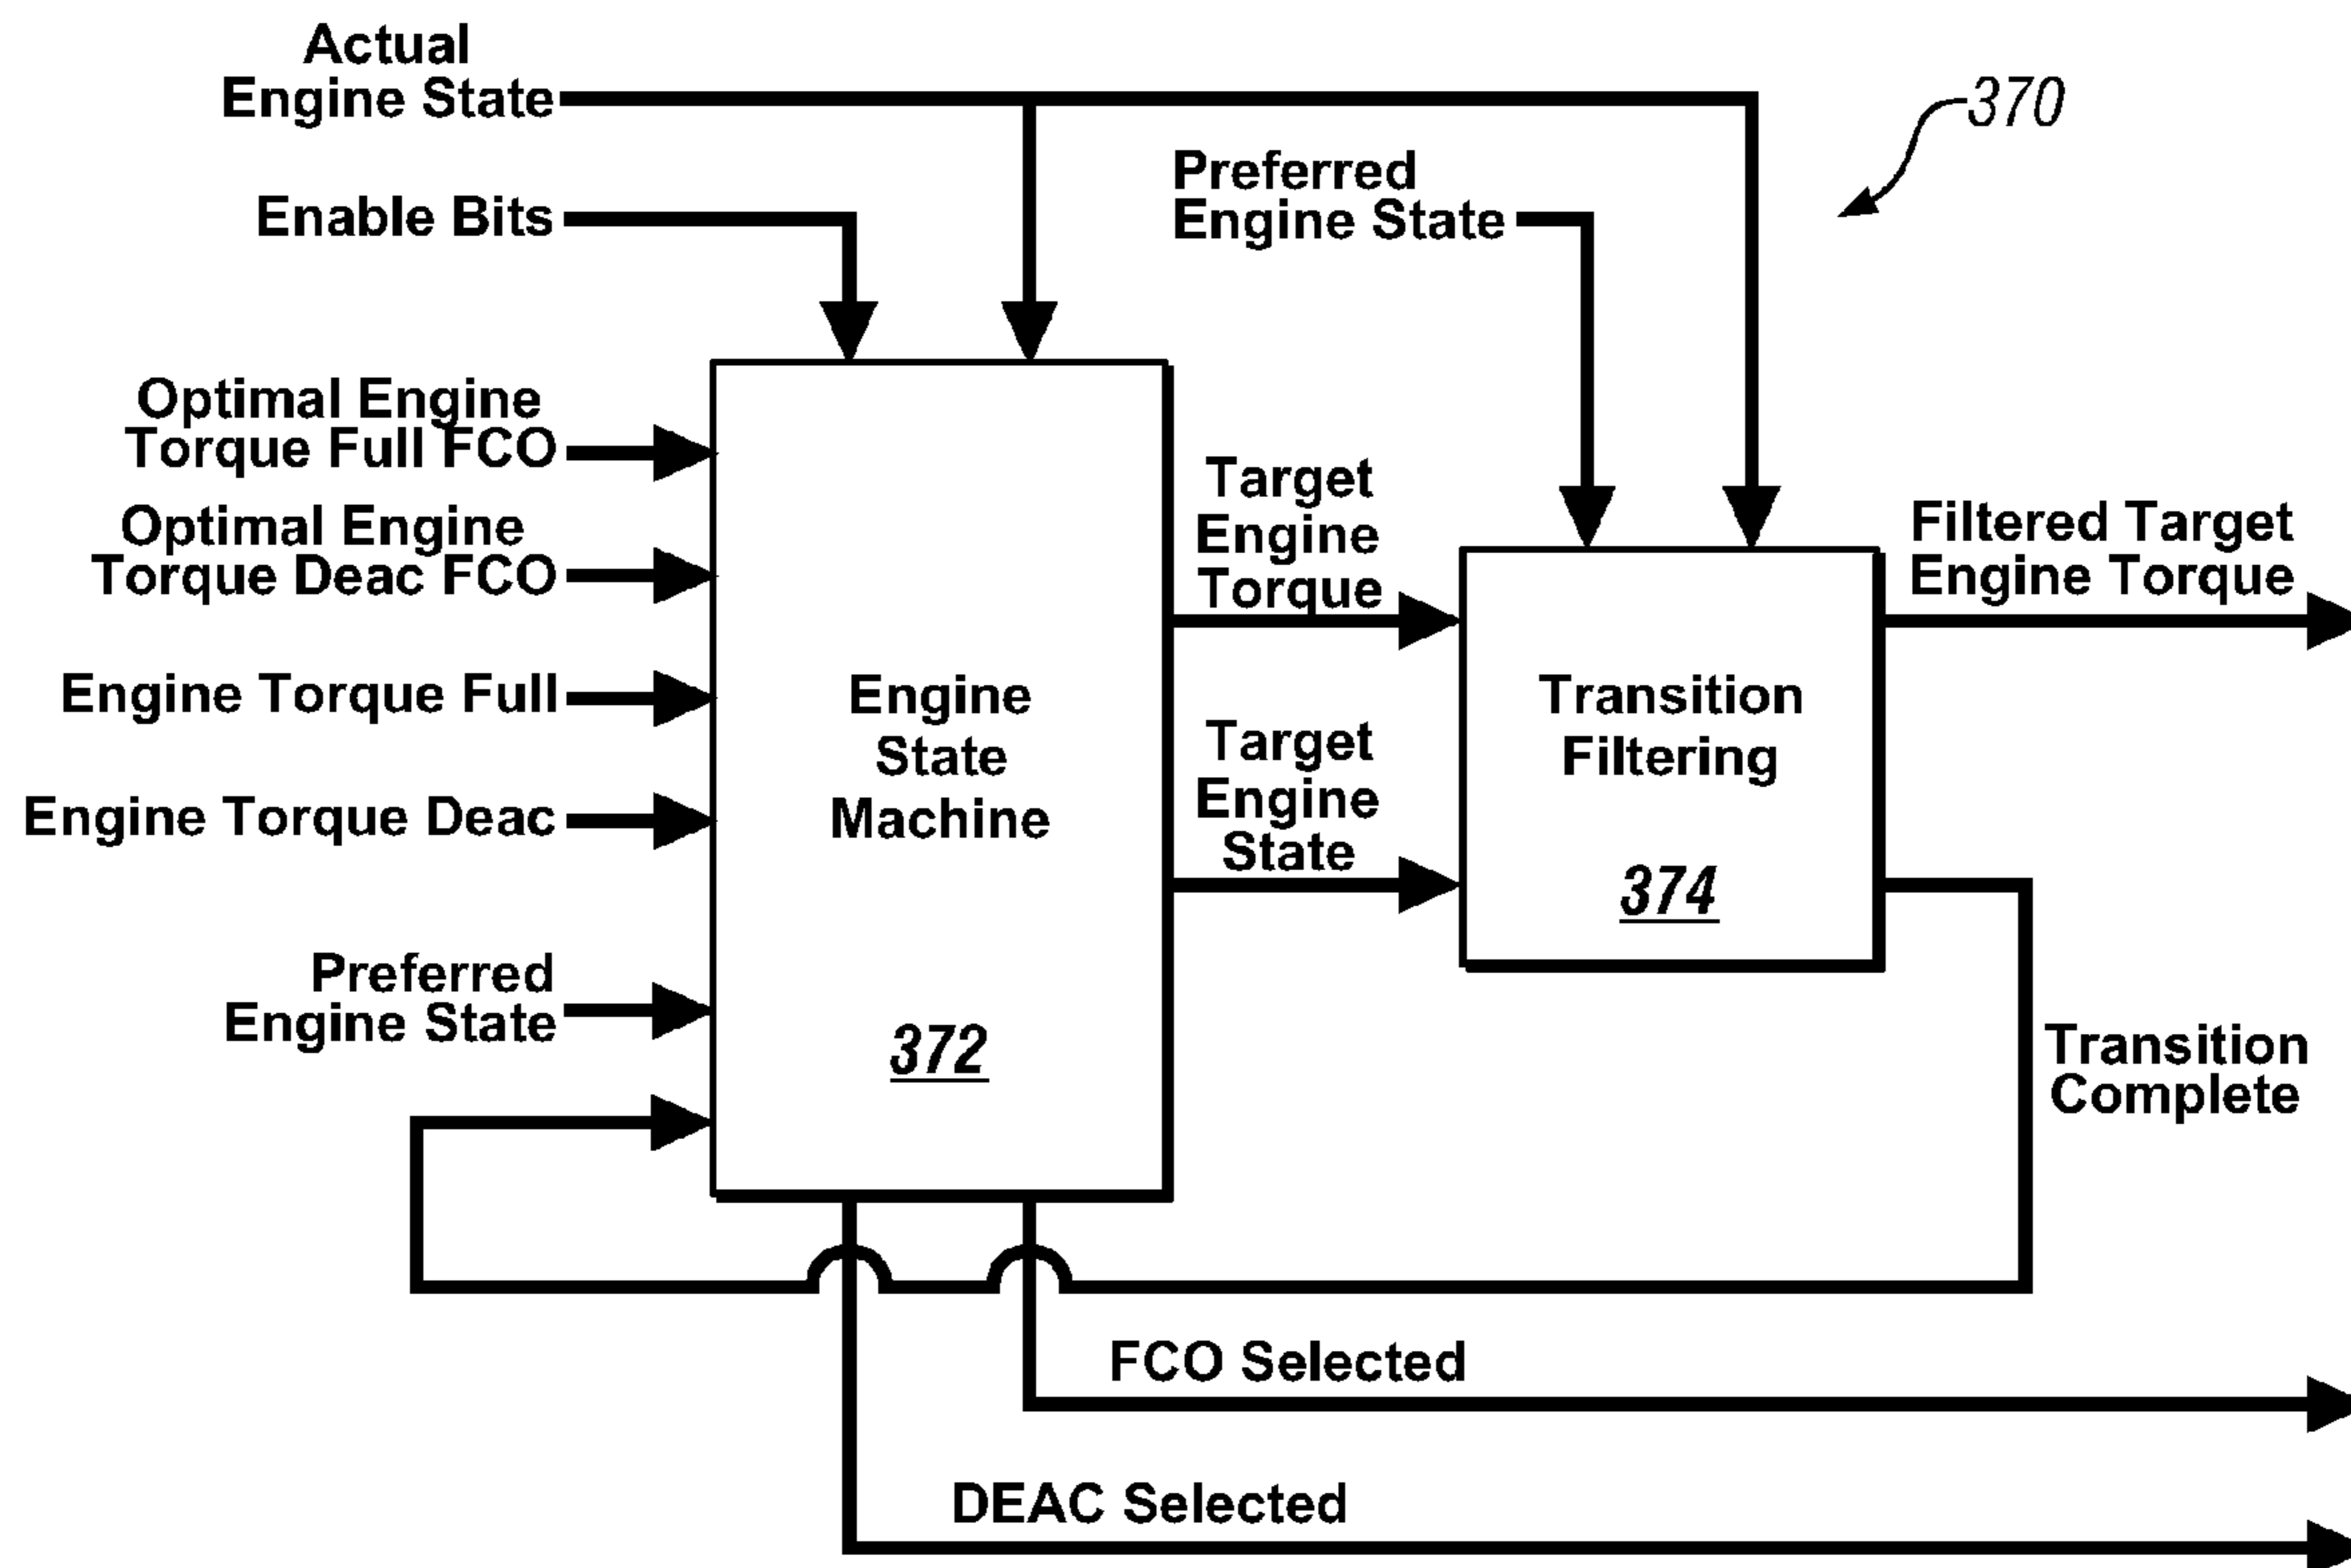 Actual
Engine State
370
Preferred
Engine State
Enable Bits
Optimal Engine
Torque Full FCO
Optimal Engine
Torque Deac FCO
Engine Torque Full
Engine Torque Deac
Preferred
Engine State
Engine
State
Machine
372
Target
Engine
Torque
Target
Engine
State
Transition
Filtering
374
Filtered Target
Engine Torque
Transition
Complete
FCO Selected
DEAC Selected